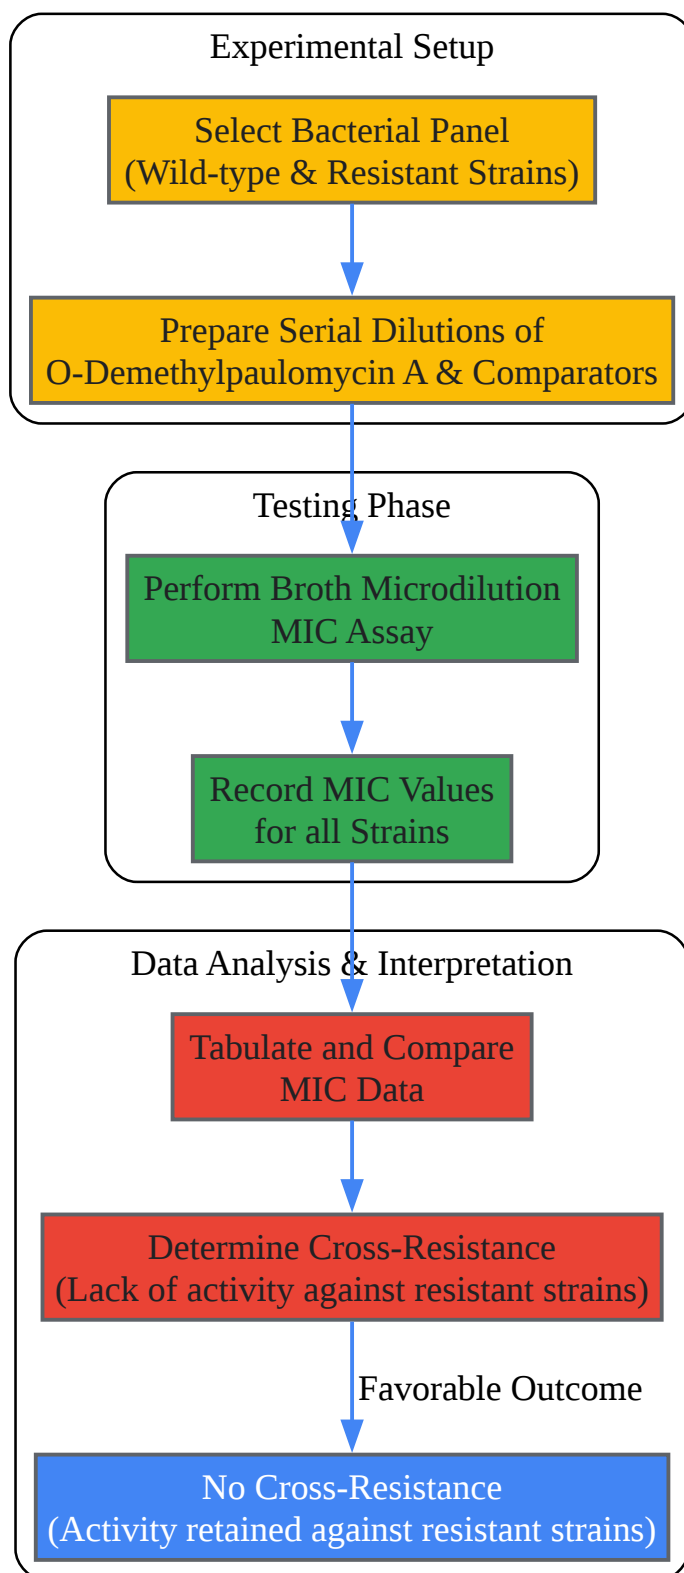 Experimental Setup
Select Bacterial Panel
(Wild-type & Resistant Strains)
Prepare Serial Dilutions of
O-Demethylpaulomycin A & Comparators
Testing Phase
Perform Broth Microdilution
MIC Assay
Record MIC Values
for all Strains
Data Analysis & Interpretation
Tabulate and Compare
MIC Data
Determine Cross-Resistance
(Lack of activity against resistant strains)
Favorable Outcome
No Cross-Resistance
(Activity retained against resistant strains)